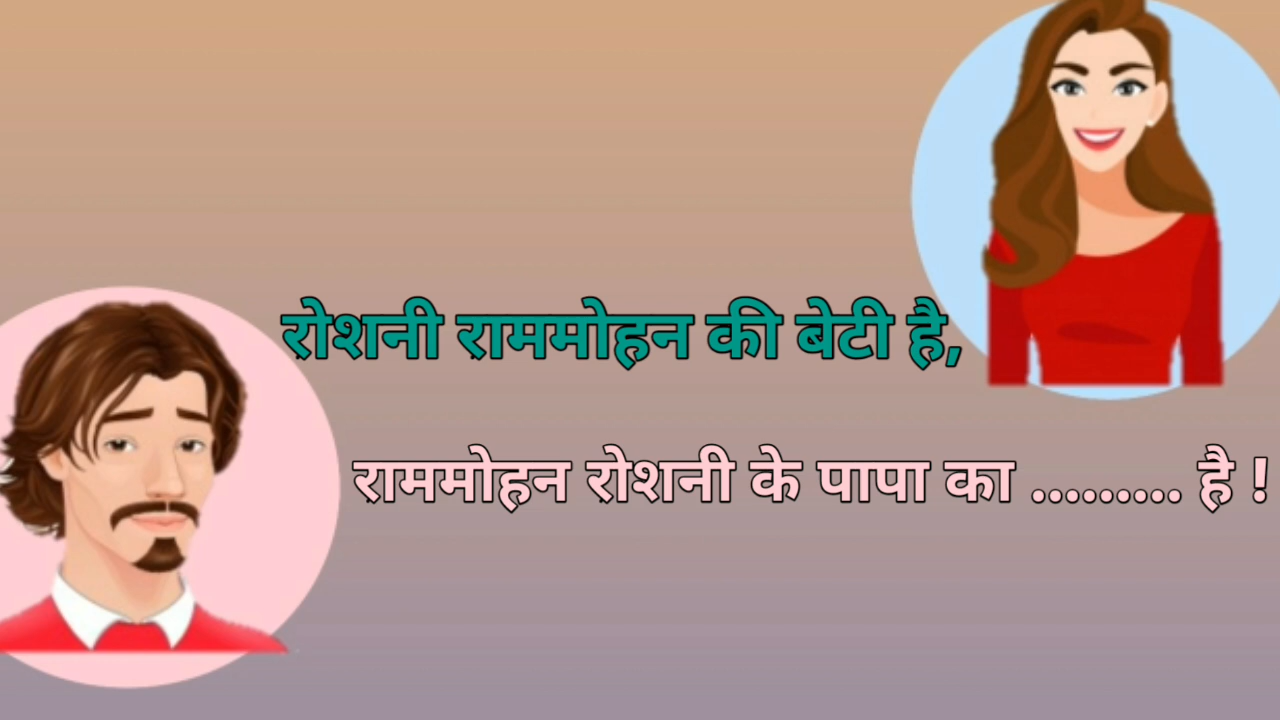 रोशनी राममोहन की बेटी है,
राममोहन रोशनी के पापा का ......... है !